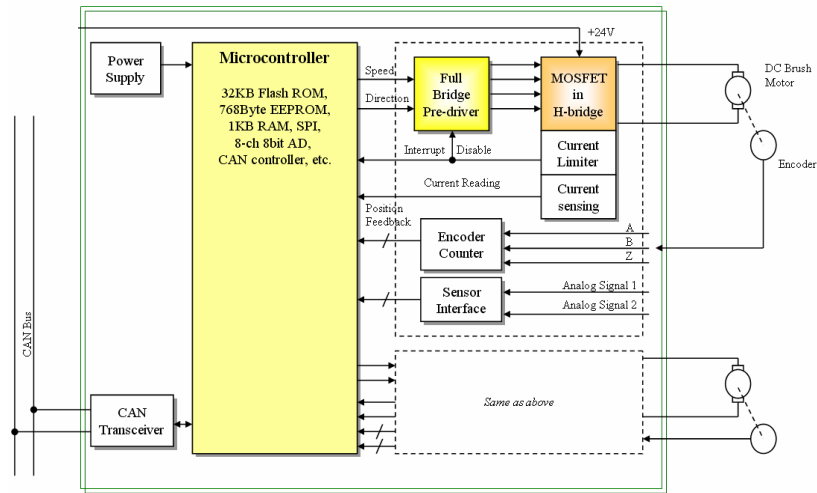 +24V
Power
Supply
Microcontroller
32KB Flash ROM,
768Byte EEPROM,
1KB RAM, SPI,
8-ch 8bit AD,
CAN controller, etc.
Speed
Direction
Full
Bridge
Pre-driver
MOSFET
in
H-bridge
DC Brush
Motor
Interrupt
Disable
Current
Limiter
Encoder
Current Reading
Current
sensing
Position
Feedback
Encoder
Counter
A
B
Z
Sensor
Interface
Analog Signal 1
Analog Signal 2
CAN Bus
CAN
Transceiver
Same as above